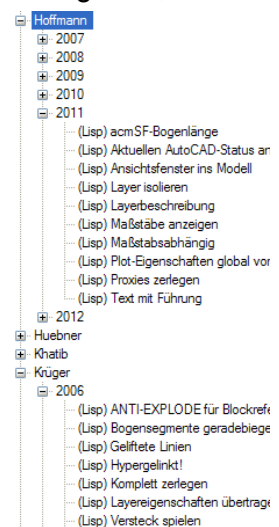 Hoffmann
2007
2008
2009
2010
2011
(Lisp) acmSF-Bogenlänge
(Lisp) Aktuellen AutoCAD-Status an
(Lisp) Ansichtsfenster ins Modell
(Lisp) Layer isolieren
(Lisp) Layerbeschreibung
(Lisp) Maßstäbe anzeigen
(Lisp) Maßstabsabhängig
(Lisp) Plot-Eigenschaften global vor
(Lisp) Proxies zerlegen
(Lisp) Text mit Führung
2012
Huebner
Khatib
Krüger
2006
(Lisp) ANTI-EXPLODE für Blockrefe
(Lisp) Bogensegmente geradebiege
(Lisp) Geliftete Linien
(Lisp) Hypergelinkt!
(Lisp) Komplett zerlegen
(Lisp) Layereigenschaften übertrage
(Lisp) Versteck spielen